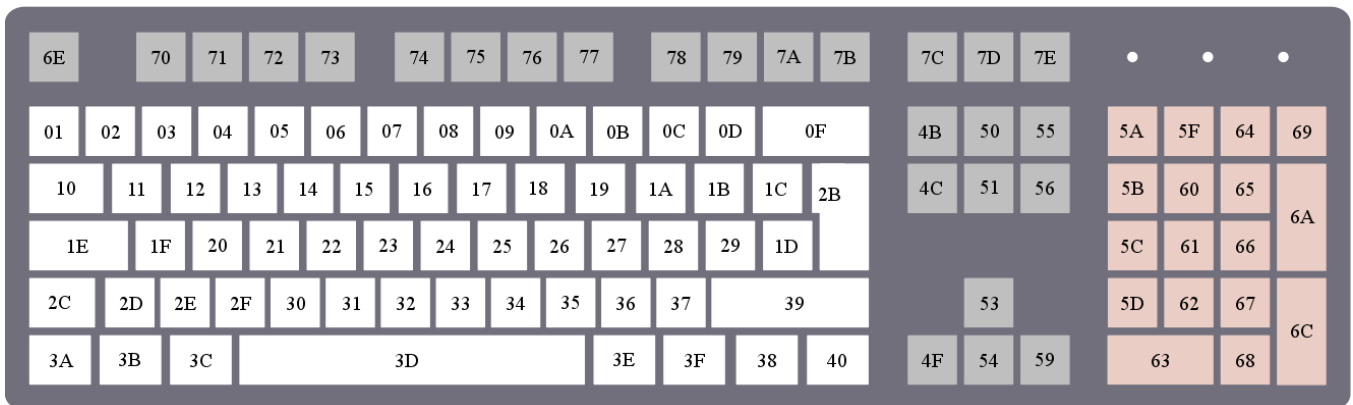 6E 70 71 72 73 74 75 76 77 78 79 7A 7B 7C 7D 7E
01 02 03 04 05 06 07 08 09 0A 0B 0C 0D 0F 4B 50 55 5A 5F 64 69
10 11 12 13 14 15 16 17 18 19 1A 1B 1C 2B 4C 51 56 5B 60 65 6A
1E 1F 20 21 22 23 24 25 26 27 28 29 1D 5C 61 66
2C 2D 2E 2F 30 31 32 33 34 35 36 37 39 53 5D 62 67 6C
3A 3B 3C 3D 3E 3F 38 40 4F 54 59 63 68